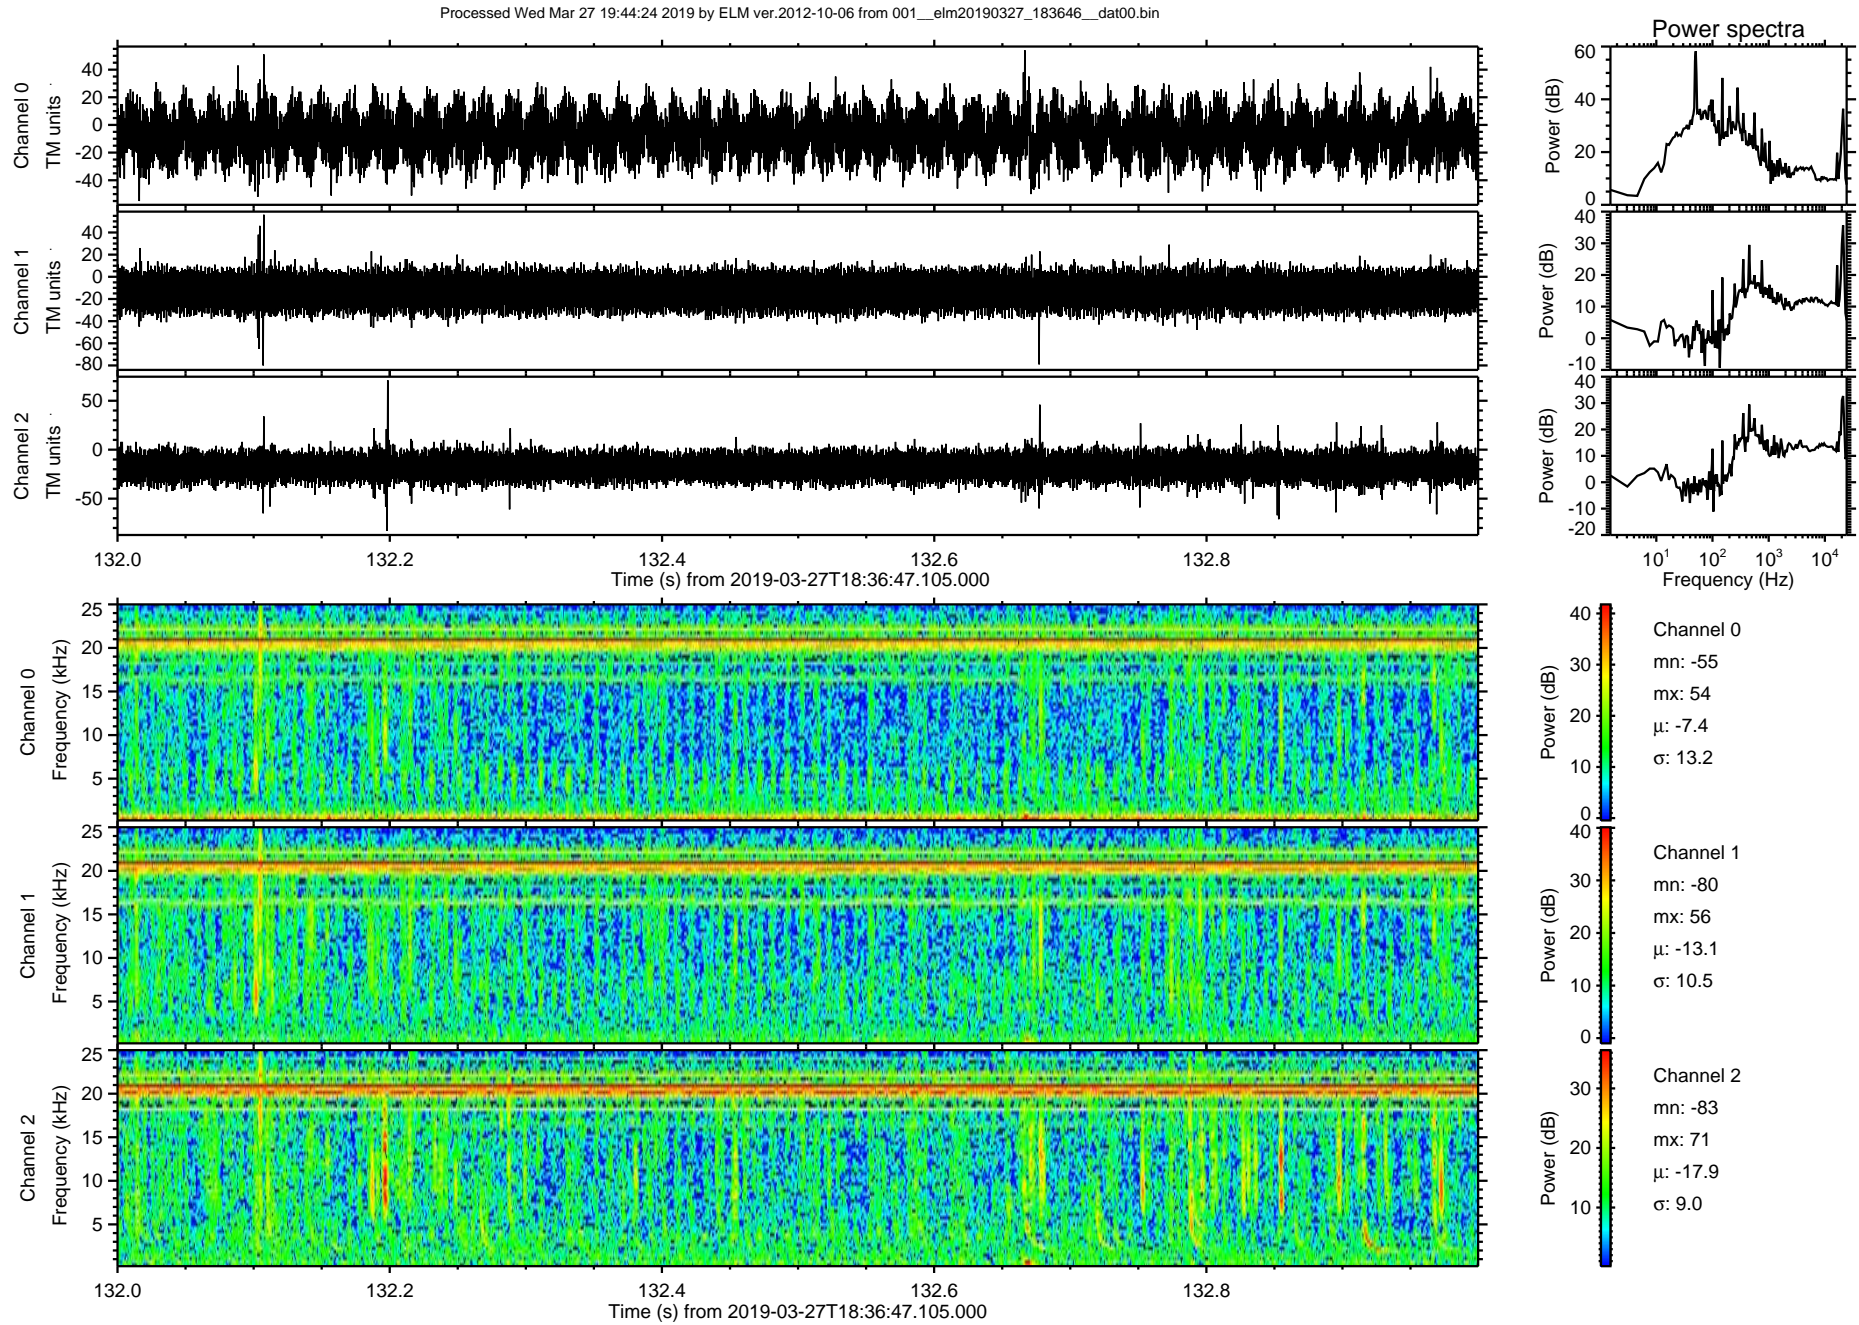 Processed Wed Mar 27 19:44:24 2019 by ELM ver.2012-10-06 from 001__elm20190327_183646__dat00.bin
Power spectra
Channel 0
TM units
40
20
0
-20
-40
Power (dB)
60
40
20
0
Channel 1
TM units
40
20
0
-20
-40
-60
-80
Power (dB)
40
30
20
10
0
-10
Channel 2
TM units
50
0
-50
Power (dB)
40
30
20
10
0
-10
-20
132.0 132.2 132.4 132.6 132.8
Time (s) from 2019-03-27T18:36:47.105.000
10¹ 10² 10³ 10⁴
Frequency (Hz)
Channel 0
Frequency (kHz)
25
20
15
10
5
Power (dB)
40
30
20
10
0
Channel 0
mn: -55
mx: 54
μ: -7.4
σ: 13.2
Channel 1
Frequency (kHz)
25
20
15
10
5
Power (dB)
40
30
20
10
0
Channel 1
mn: -80
mx: 56
μ: -13.1
σ: 10.5
Channel 2
Frequency (kHz)
25
20
15
10
5
Power (dB)
30
20
10
Channel 2
mn: -83
mx: 71
μ: -17.9
σ: 9.0
132.0 132.2 132.4 132.6 132.8
Time (s) from 2019-03-27T18:36:47.105.000